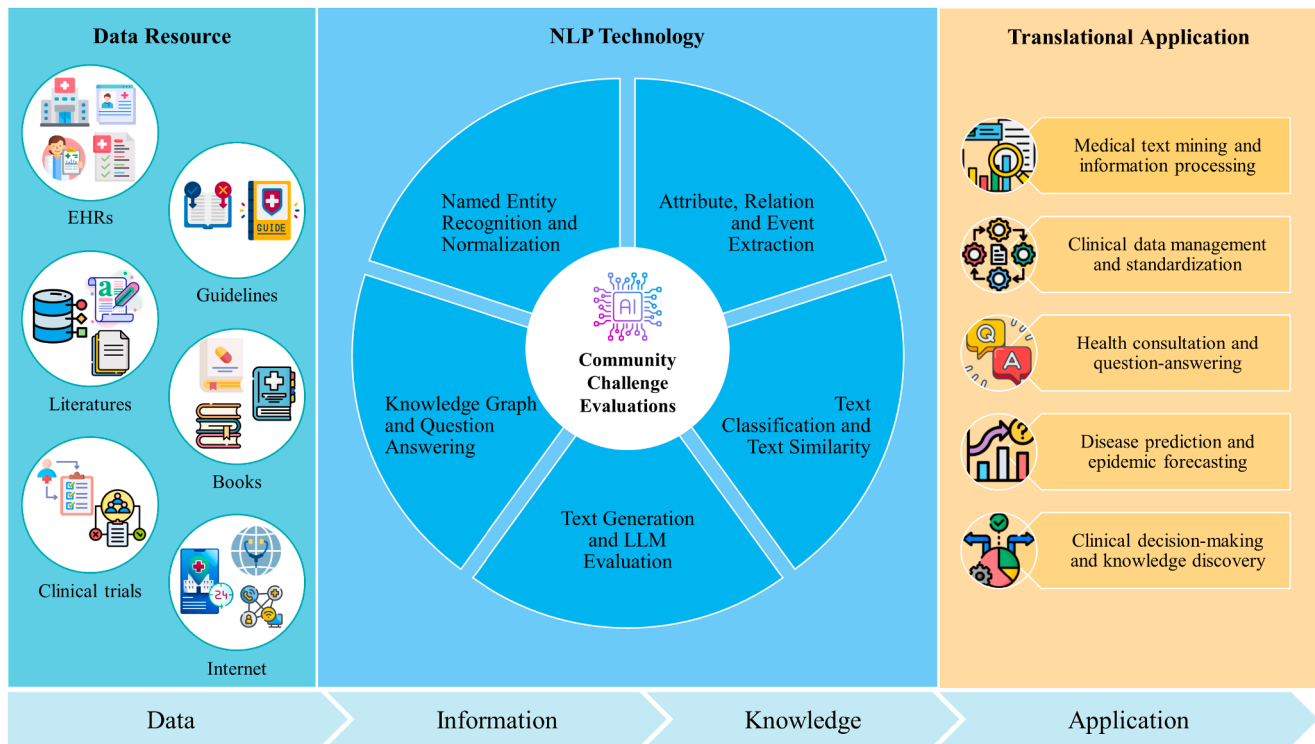 Data Resource
EHRs
GUIDE
Guidelines
a
Literatures
Books
Clinical trials
24
Internet
NLP Technology
Named Entity
Recognition and
Normalization
Attribute, Relation
and Event
Extraction
AI
Community
Challenge
Evaluations
Knowledge Graph
and Question
Answering
Text
Classification and
Text Similarity
Text Generation
and LLM
Evaluation
Translational Application
Medical text mining and
information processing
Clinical data management
and standardization
Q
A
Health consultation and
question-answering
?
Disease prediction and
epidemic forecasting
Clinical decision-making
and knowledge discovery
Data
Information
Knowledge
Application